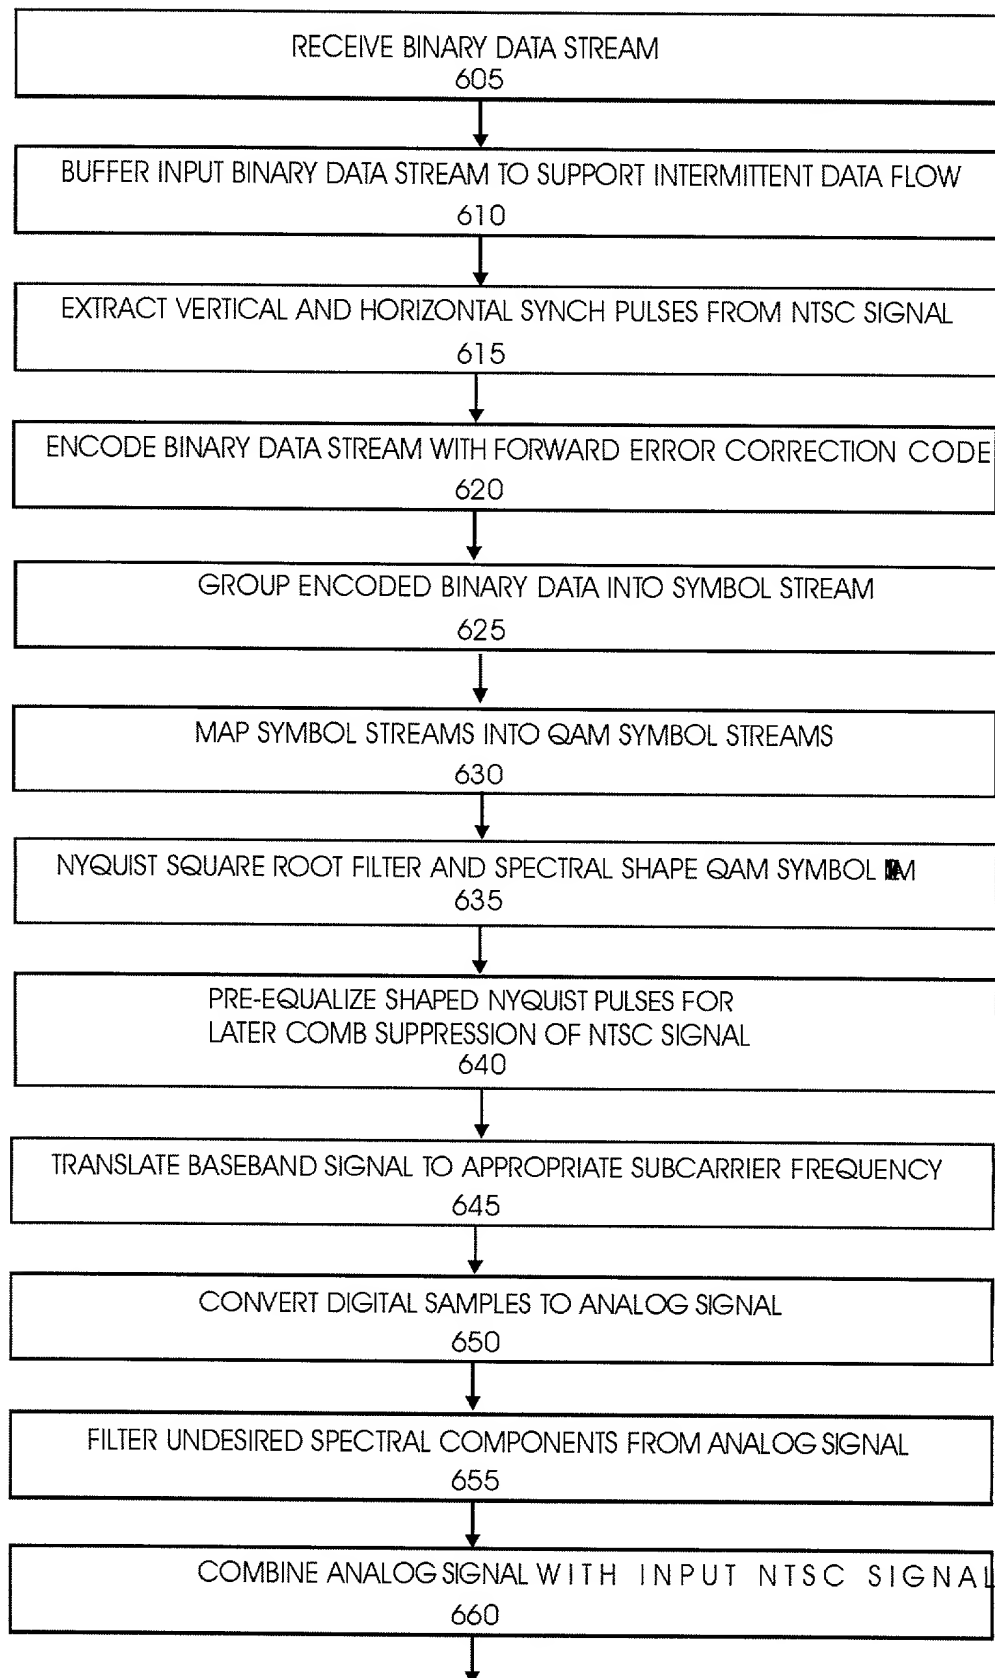 RECEIVE BINARY DATA STREAM
605
BUFFER INPUT BINARY DATA STREAM TO SUPPORT INTERMITTENT DATA FLOW
610
EXTRACT VERTICAL AND HORIZONTAL SYNCH PULSES FROM NTSC SIGNAL
615
ENCODE BINARY DATA STREAM WITH FORWARD ERROR CORRECTION CODE
620
GROUP ENCODED BINARY DATA INTO SYMBOL STREAM
625
MAP SYMBOL STREAMS INTO QAM SYMBOL STREAMS
630
NYQUIST SQUARE ROOT FILTER AND SPECTRAL SHAPE QAM SYMBOL
635
PRE-EQUALIZE SHAPED NYQUIST PULSES FOR
LATER COMB SUPPRESSION OF NTSC SIGNAL
640
TRANSLATE BASEBAND SIGNAL TO APPROPRIATE SUBCARRIER FREQUENCY
645
CONVERT DIGITAL SAMPLES TO ANALOG SIGNAL
650
FILTER UNDESIRED SPECTRAL COMPONENTS FROM ANALOG SIGNAL
655
COMBINE ANALOG SIGNAL WITH INPUT NTSC SIGNAL
660